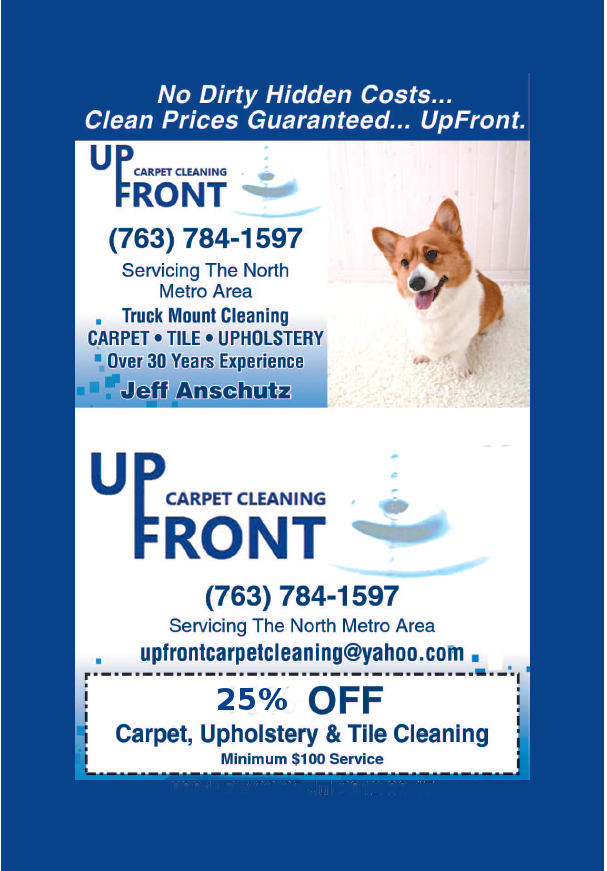 No Dirty Hidden Costs...
Clean Prices Guaranteed... UpFront.
UP
CARPET CLEANING
FRONT
(763) 784-1597
Servicing The North
Metro Area
Truck Mount Cleaning
CARPET • TILE • UPHOLSTERY
Over 30 Years Experience
Jeff Anschutz
UP
CARPET CLEANING
FRONT
(763) 784-1597
Servicing The North Metro Area
upfrontcarpetcleaning@yahoo.com
25% OFF
Carpet, Upholstery & Tile Cleaning
Minimum $100 Service